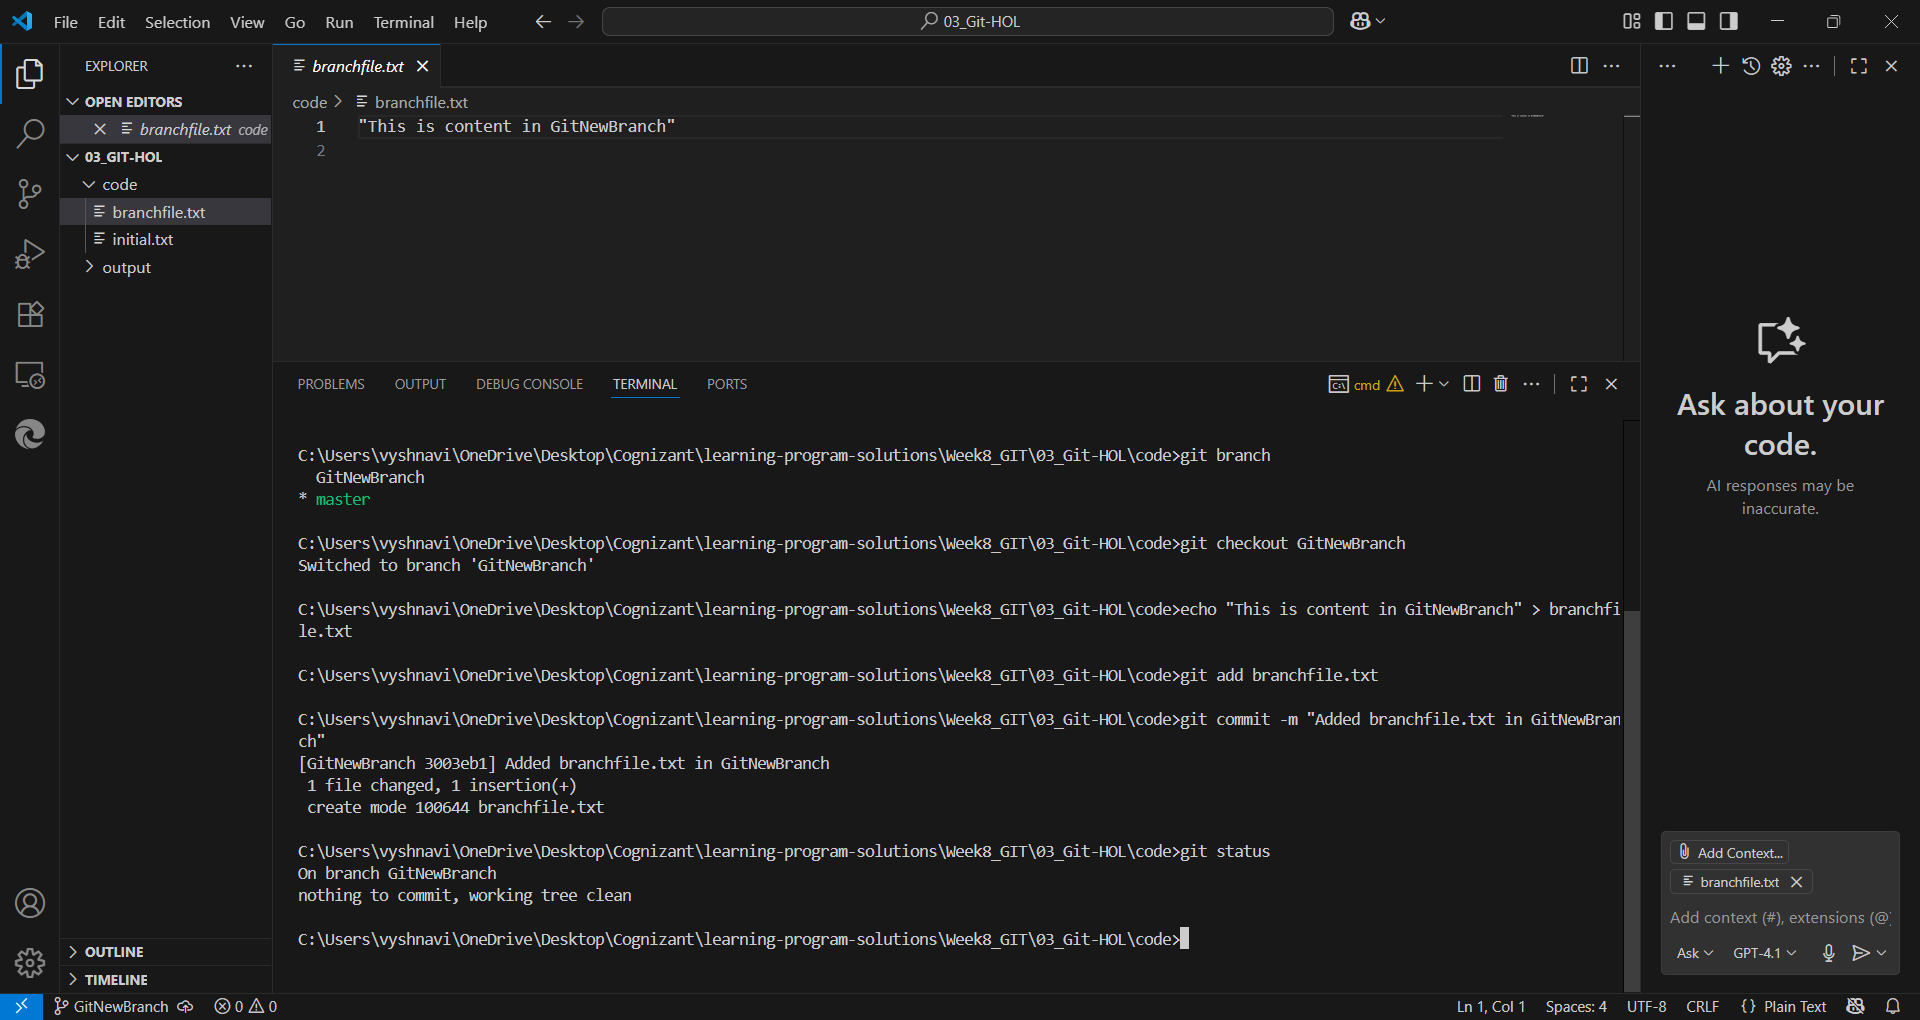 File Edit Selection View Go Run Terminal Help
03_Git-HOL
EXPLORER
OPEN EDITORS
branchfile.txt code
03_GIT-HOL
code
branchfile.txt
initial.txt
output
OUTLINE
TIMELINE
branchfile.txt
code > branchfile.txt
1 "This is content in GitNewBranch"
2
PROBLEMS OUTPUT DEBUG CONSOLE TERMINAL PORTS
cmd
C:\Users\vyshnavi\OneDrive\Desktop\Cognizant\learning-program-solutions\Week8_GIT\03_Git-HOL\code>git branch
GitNewBranch
* master
C:\Users\vyshnavi\OneDrive\Desktop\Cognizant\learning-program-solutions\Week8_GIT\03_Git-HOL\code>git checkout GitNewBranch
Switched to branch 'GitNewBranch'
C:\Users\vyshnavi\OneDrive\Desktop\Cognizant\learning-program-solutions\Week8_GIT\03_Git-HOL\code>echo "This is content in GitNewBranch" > branchfi
le.txt
C:\Users\vyshnavi\OneDrive\Desktop\Cognizant\learning-program-solutions\Week8_GIT\03_Git-HOL\code>git add branchfile.txt
C:\Users\vyshnavi\OneDrive\Desktop\Cognizant\learning-program-solutions\Week8_GIT\03_Git-HOL\code>git commit -m "Added branchfile.txt in GitNewBran
ch"
[GitNewBranch 3003eb1] Added branchfile.txt in GitNewBranch
1 file changed, 1 insertion(+)
create mode 100644 branchfile.txt
C:\Users\vyshnavi\OneDrive\Desktop\Cognizant\learning-program-solutions\Week8_GIT\03_Git-HOL\code>git status
On branch GitNewBranch
nothing to commit, working tree clean
C:\Users\vyshnavi\OneDrive\Desktop\Cognizant\learning-program-solutions\Week8_GIT\03_Git-HOL\code>
Ask about your
code.
AI responses may be
inaccurate.
Add Context...
branchfile.txt
Add context (#), extensions (@)
Ask GPT-4.1
GitNewBranch 0 0
Ln 1, Col 1 Spaces: 4 UTF-8 CRLF {} Plain Text